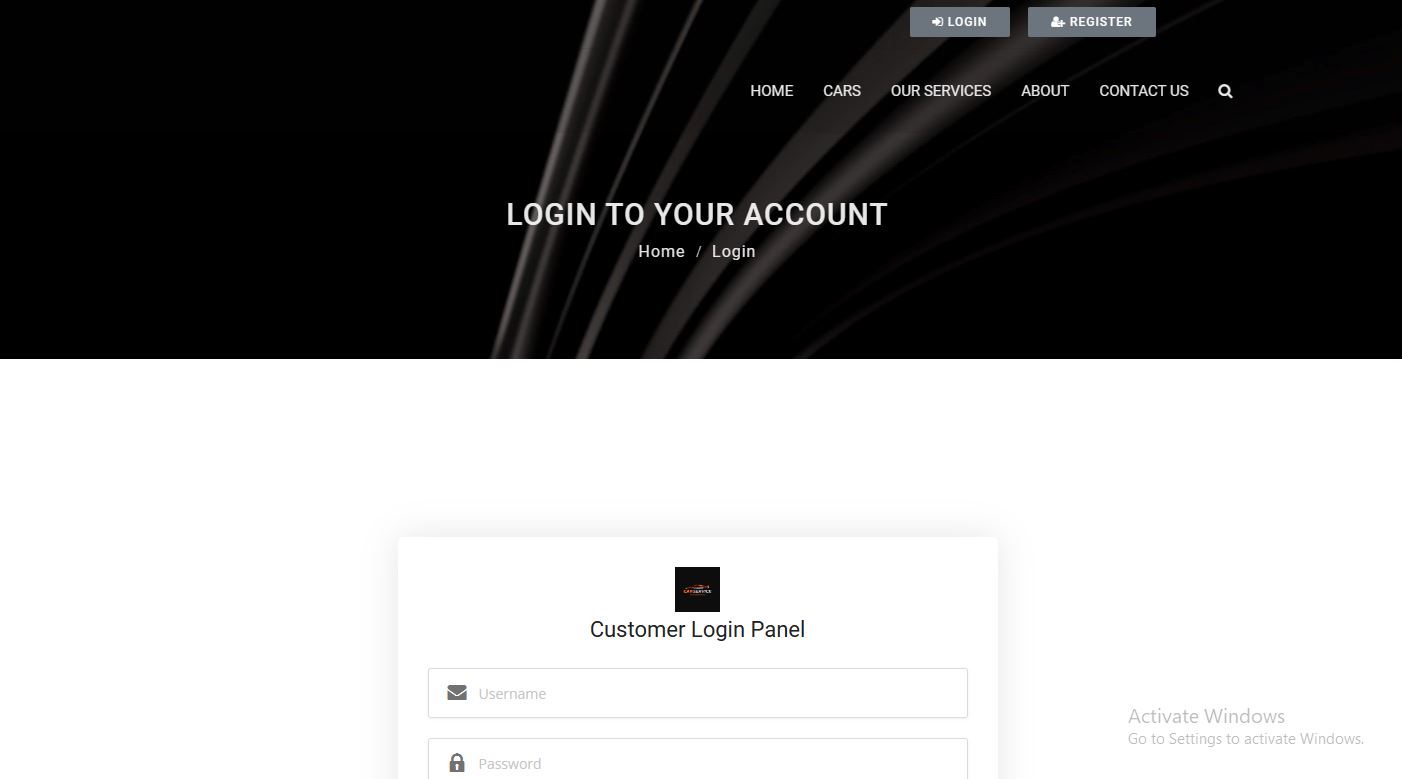 LOGIN REGISTER
HOME CARS OUR SERVICES ABOUT CONTACT US
LOGIN TO YOUR ACCOUNT
Home / Login
Customer Login Panel
Username
Password
Activate Windows
Go to Settings to activate Windows.